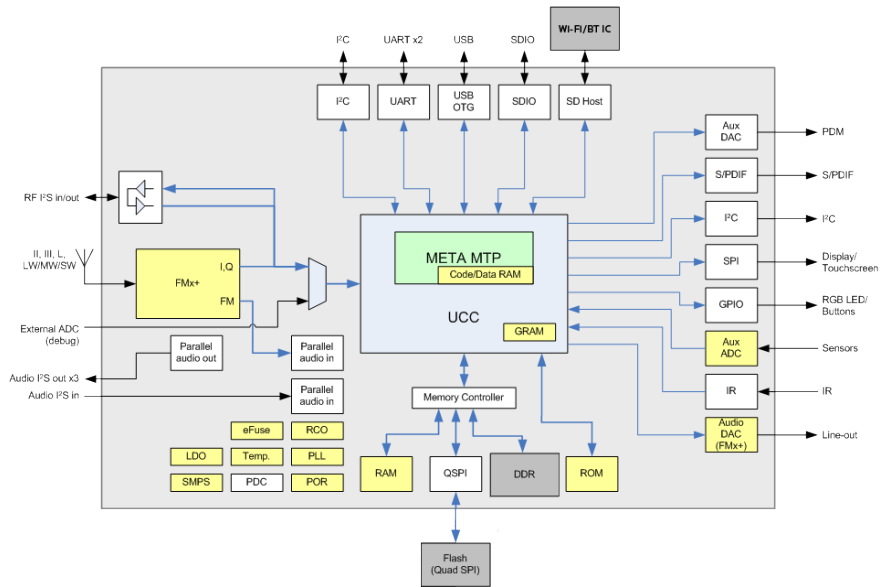 Wi-Fi/BT IC
I²C
UART x2
USB
SDIO
I²C
UART
USB
OTG
SDIO
SD Host
Aux
DAC
PDM
S/PDIF
S/PDIF
RF I²S in/out
I²C
I²C
META MTP
Code/Data RAM
II, III, L,
LW/MW/SW
FMx+
I,Q
FM
SPI
Display/
Touchscreen
GPIO
RGB LED/
Buttons
UCC
GRAM
External ADC
(debug)
Parallel
audio out
Parallel
audio in
Aux
ADC
Sensors
Audio I²S out x3
Audio I²S in
Parallel
audio in
IR
IR
Memory Controller
Audio
DAC
(FMx+)
Line-out
eFuse
RCO
LDO
Temp.
PLL
SMPS
PDC
POR
RAM
QSPI
DDR
ROM
Flash
(Quad SPI)